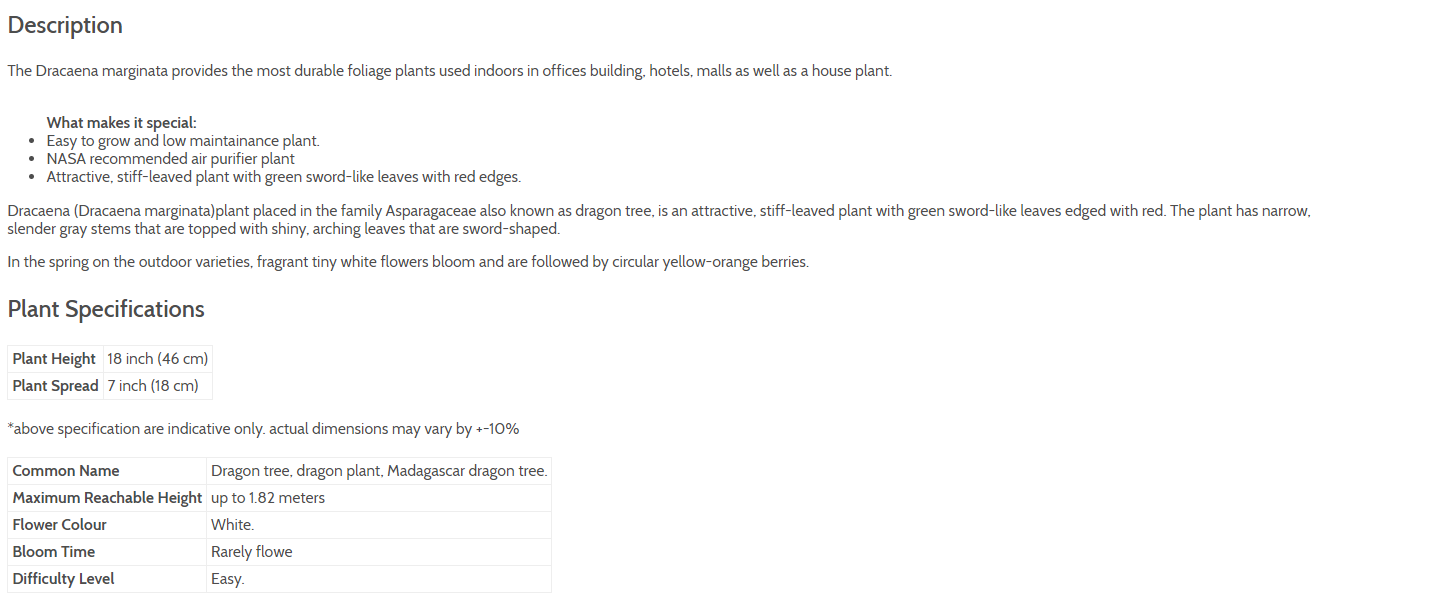 Description
The Dracaena marginata provides the most durable foliage plants used indoors in offices building, hotels, malls as well as a house plant.
What makes it special:
• Easy to grow and low maintainance plant.
• NASA recommended air purifier plant
• Attractive, stiff-leaved plant with green sword-like leaves with red edges.
Dracaena (Dracaena marginata)plant placed in the family Asparagaceae also known as dragon tree, is an attractive, stiff-leaved plant with green sword-like leaves edged with red. The plant has narrow,
slender gray stems that are topped with shiny, arching leaves that are sword-shaped.
In the spring on the outdoor varieties, fragrant tiny white flowers bloom and are followed by circular yellow-orange berries.
Plant Specifications
Plant Height 18 inch (46 cm)
Plant Spread 7 inch (18 cm)
*above specification are indicative only. actual dimensions may vary by +-10%
Common Name Dragon tree, dragon plant, Madagascar dragon tree.
Maximum Reachable Height up to 1.82 meters
Flower Colour White.
Bloom Time Rarely flowe
Difficulty Level Easy.